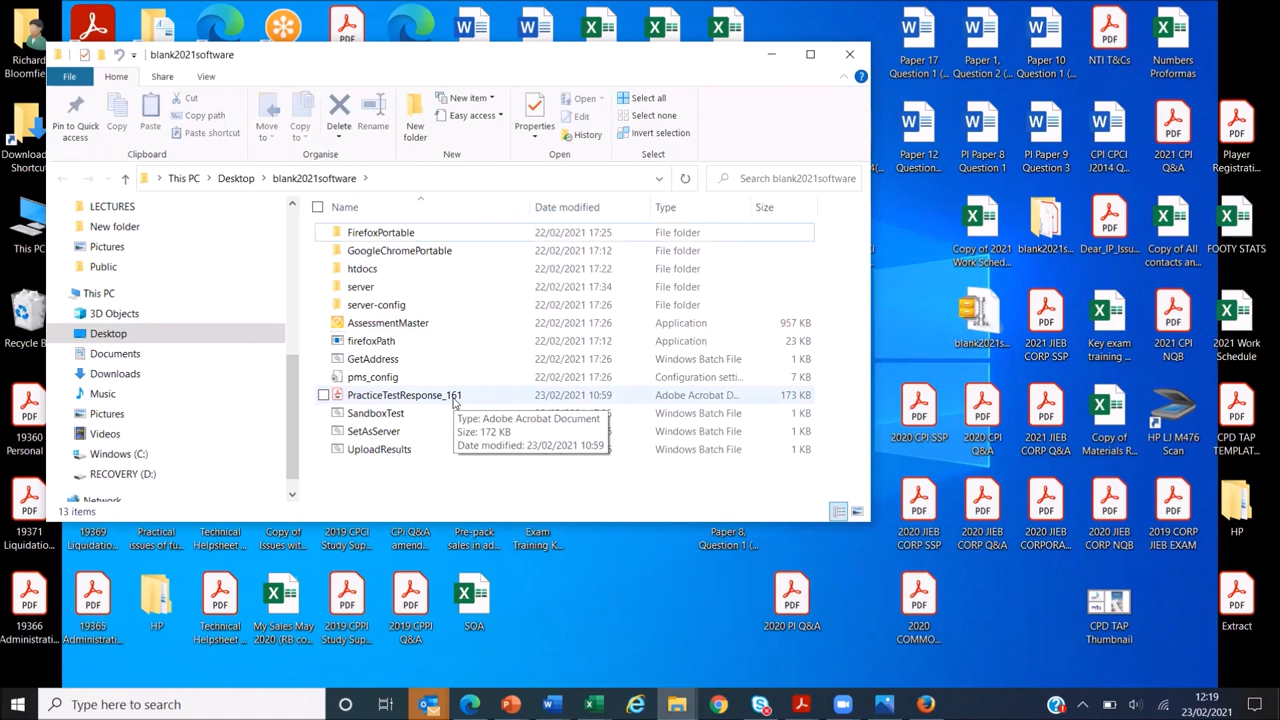 Richard
Bloomfie
Download
Shortcut
This PC
Recycle B
19360
Personal
19371
Liquidatio...
19366
Administrati...
blank2021software
File
Home
Share
View
Pin to Quick
access
Copy
Paste
Cut
Copy path
Paste shortcut
Clipboard
Move
to
Copy
to
Delete
Rename
Organise
New
folder
New item
Easy access
New
Properties
Open
Edit
History
Open
Select all
Select none
Invert selection
Select
This PC > Desktop > blank2021software >
Search blank2021software
LECTURES
New folder
Pictures
Public
This PC
3D Objects
Desktop
Documents
Downloads
Music
Pictures
Videos
Windows (C:)
RECOVERY (D:)
Network
Name Date modified Type Size
FirefoxPortable 22/02/2021 17:25 File folder
GoogleChromePortable 22/02/2021 17:12 File folder
htdocs 22/02/2021 17:22 File folder
server 22/02/2021 17:34 File folder
server-config 22/02/2021 17:26 File folder
AssessmentMaster 22/02/2021 17:26 Application 957 KB
firefoxPath 22/02/2021 17:12 Application 23 KB
GetAddress 22/02/2021 17:26 Windows Batch File 1 KB
pms_config 22/02/2021 17:26 Configuration setti... 7 KB
PracticeTestResponse_161 23/02/2021 10:59 Adobe Acrobat D... 173 KB
SandboxTest Windows Batch File 1 KB
SetAsServer Windows Batch File 1 KB
UploadResults Windows Batch File 1 KB
Type: Adobe Acrobat Document
Size: 172 KB
Date modified: 23/02/2021 10:59
13 items
Paper 17
Question 1 (...
Paper 1,
Question 2 (...
Paper 10
Question 1 (...
NTI T&Cs
Numbers
Proformas
Paper 12
Question...
PI Paper 8
Question 1
PI Paper 9
Question 3
CPI CPCI
J2014 Q...
2021 CPI
Q&A
Player
Registrati...
Copy of 2021
Work Sched...
blank2021s...
Dear_IP_Issu...
Copy of All
contacts an...
FOOTY STATS
blank2021s...
2021 JIEB
CORP SSP
Key exam
training ...
2021 CPI
NQB
2021 Work
Schedule
2020 CPI SSP
2020 CPI
NQB
2021 JIEB
CORP Q&A
Copy of
Materials R...
HP LJ M476
Scan
CPD TAP
TEMPLAT...
19369
Liquidatio...
Practical
issues of fu...
Technical
Helpsheet ...
Copy of
Issues wit...
2019 CPCI
Study Sup...
CPI Q&A
amend...
Pre-pack
sales in ad...
Exam
Training K...
Paper 8,
Question 1 (...
2020 JIEB
CORP SSP
2020 JIEB
CORP Q&A
2020 JIEB
CORPORA...
2020 JIEB
CORP NQB
2019 CORP
JIEB EXAM
HP
19365
Administrati...
HP
Technical
Helpsheet ...
My Sales May
2020 (RB co...
2019 CPPI
Study Sup...
2019 CPPI
Q&A
SOA
2020 PI Q&A
2020
COMMO...
CPD TAP
Thumbnail
Extract
Type here to search
12:19
23/02/2021